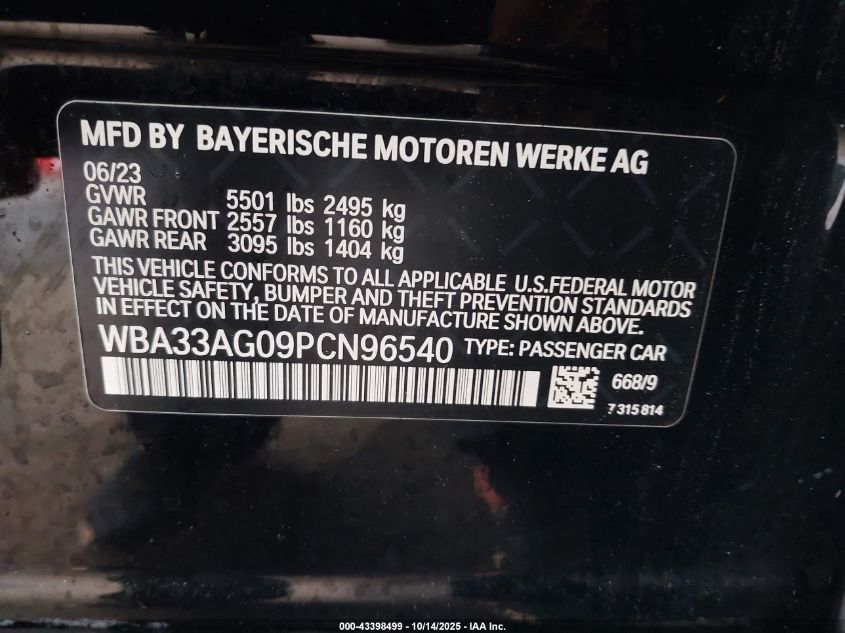 MFD BY BAYERISCHE MOTOREN WERKE AG
06/23
GVWR 5501 lbs 2495 kg
GAWR FRONT 2557 lbs 1160 kg
GAWR REAR 3095 lbs 1404 kg
THIS VEHICLE CONFORMS TO ALL APPLICABLE U.S.FEDERAL MOTOR
VEHICLE SAFETY, BUMPER AND THEFT PREVENTION STANDARDS
IN EFFECT ON THE DATE OF MANUFACTURE SHOWN ABOVE.
WBA33AG09PCN96540 TYPE: PASSENGER CAR
668/9
7315814
000-43398499 - 10/14/2025 - IAA Inc.